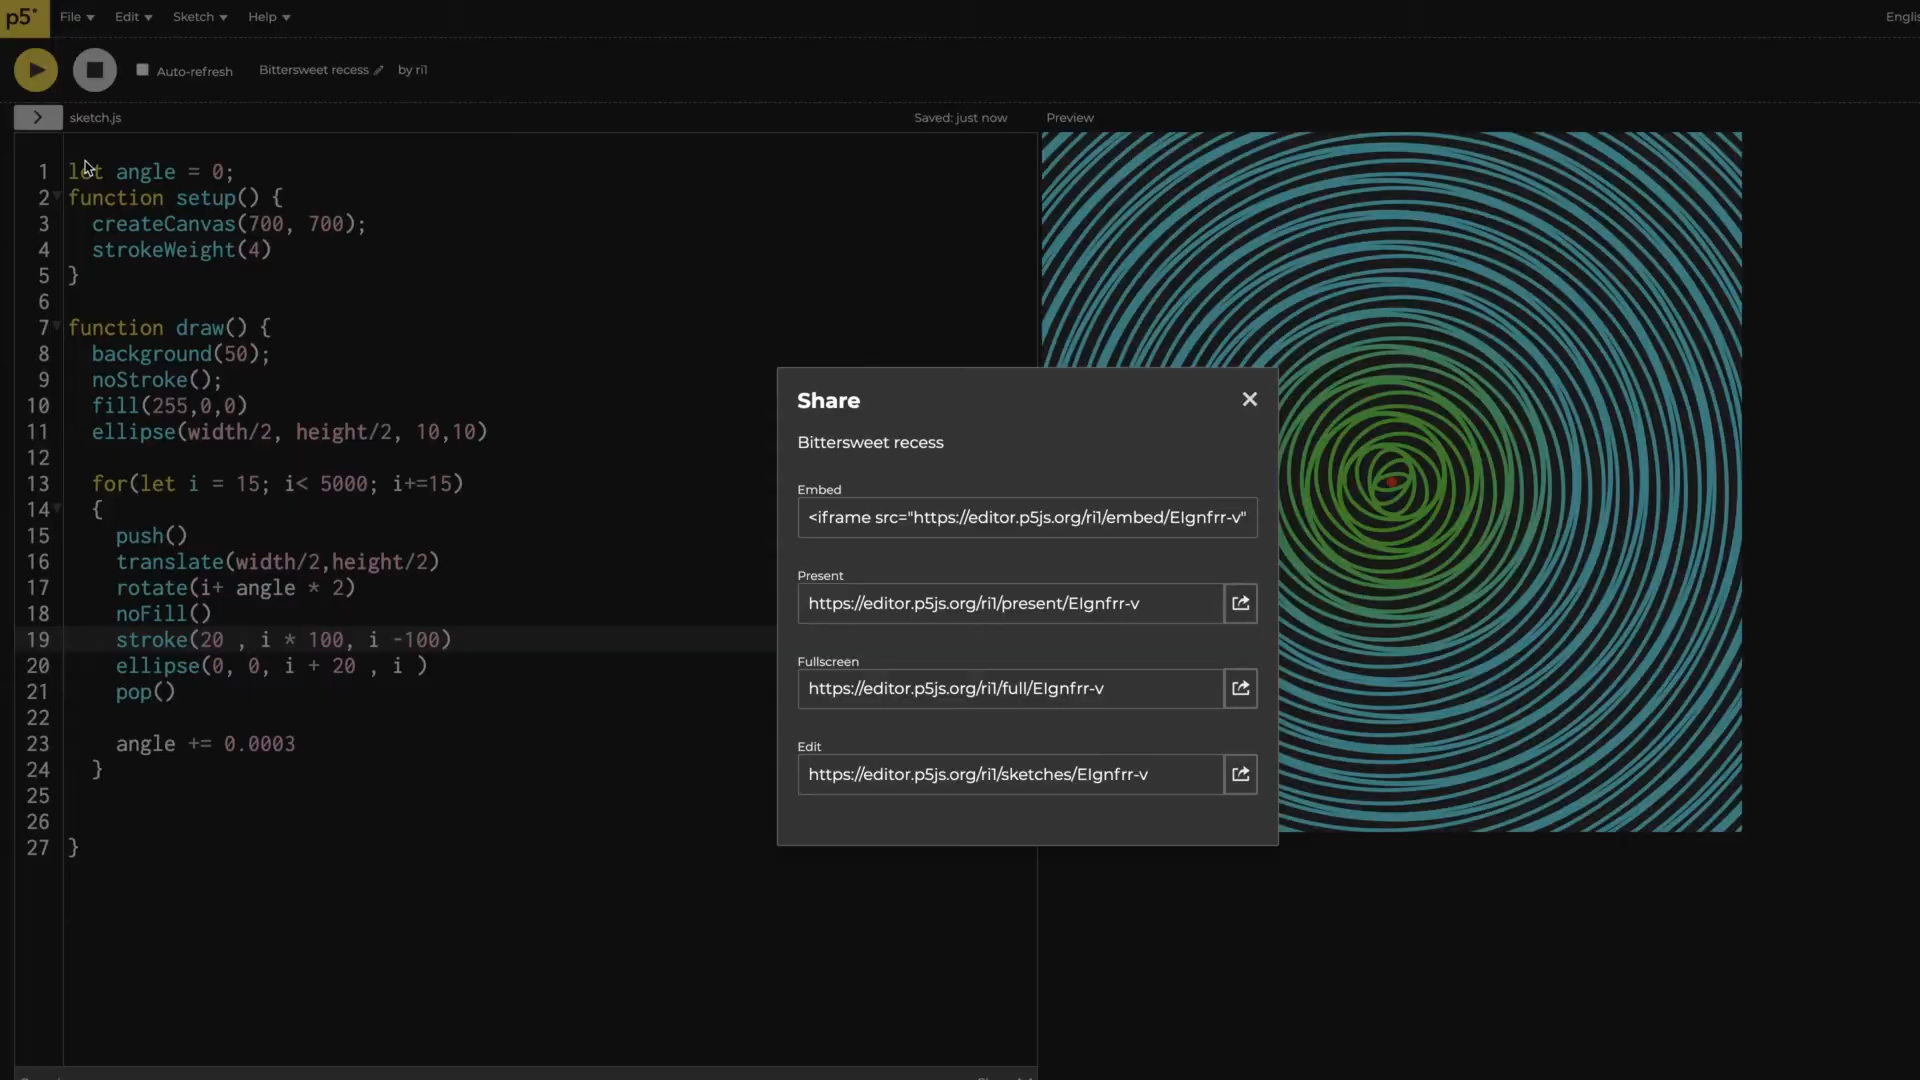 p5*
File Edit Sketch Help
Auto-refresh Bittersweet recess by ri1
sketch.js Saved: just now Preview
1 let angle = 0;
2 function setup() {
3 createCanvas(700, 700);
4 strokeWeight(4)
5 }
6
7 function draw() {
8 background(50);
9 noStroke();
10 fill(255,0,0)
11 ellipse(width/2, height/2, 10,10)
12
13 for(let i = 15; i< 5000; i+=15)
14 {
15 push()
16 translate(width/2,height/2)
17 rotate(i+ angle * 2)
18 noFill()
19 stroke(20 , i * 100, i -100)
20 ellipse(0, 0, i + 20 , i )
21 pop()
22
23 angle += 0.0003
24 }
25
26
27 }
Share
Bittersweet recess
Embed
<iframe src="https://editor.p5js.org/ri1/embed/EIgnfrr-v"
Present
https://editor.p5js.org/ri1/present/EIgnfrr-v
Fullscreen
https://editor.p5js.org/ri1/full/EIgnfrr-v
Edit
https://editor.p5js.org/ri1/sketches/EIgnfrr-v